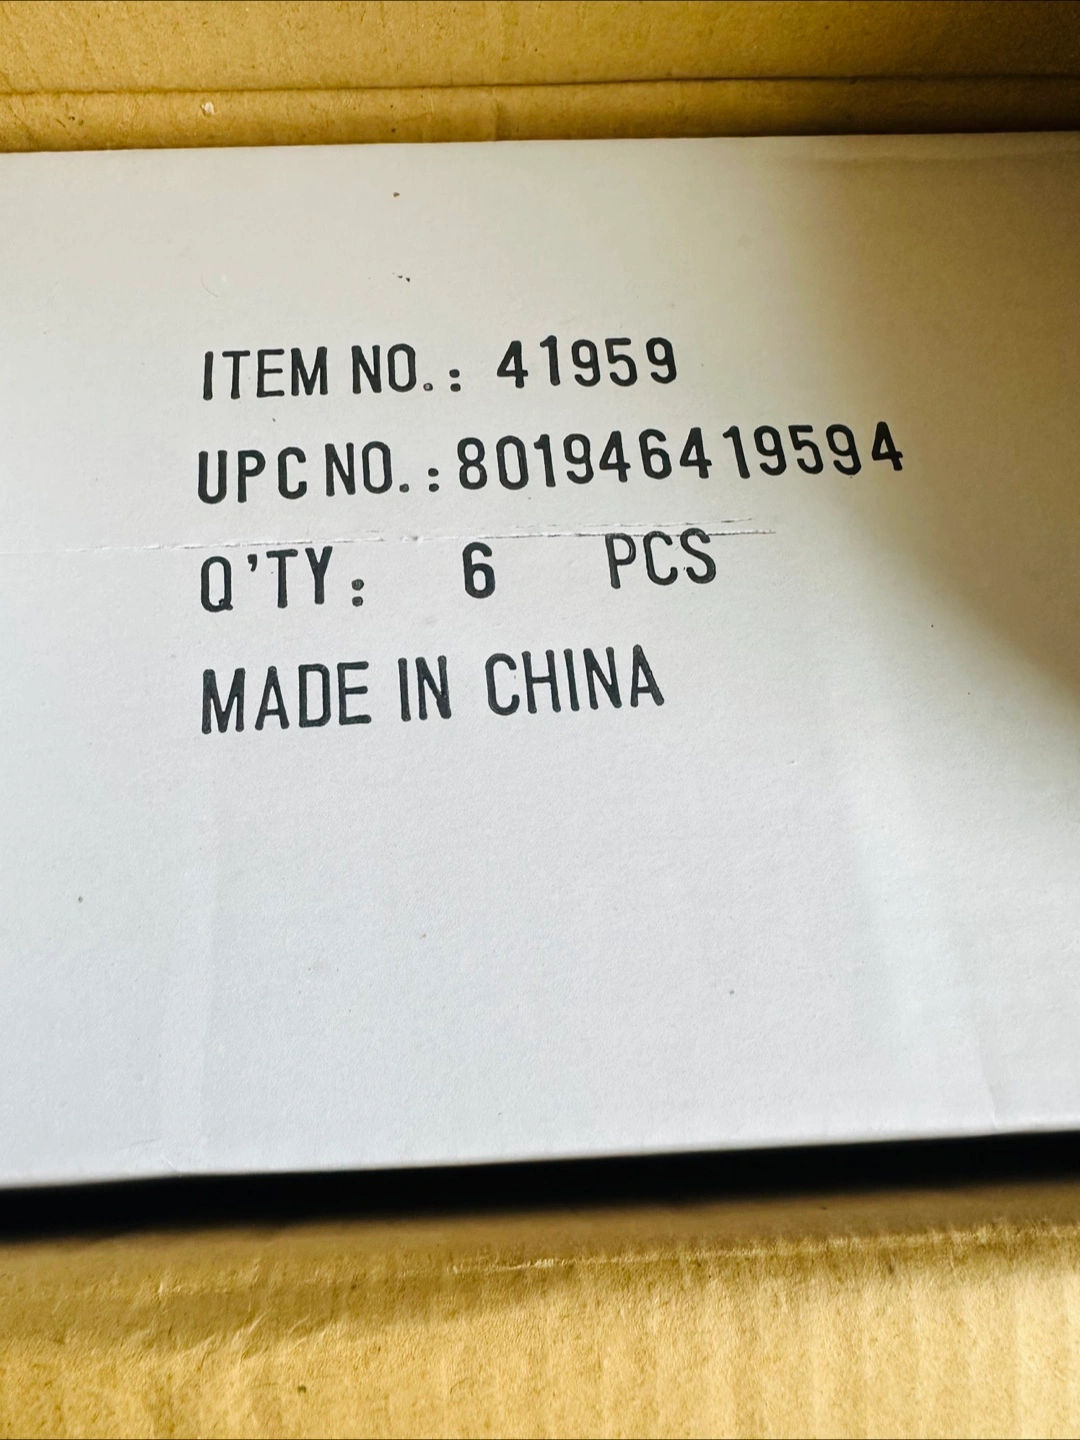 ITEM NO.: 41959
UPC NO.: 801946419594
Q'TY: 6 PCS
MADE IN CHINA